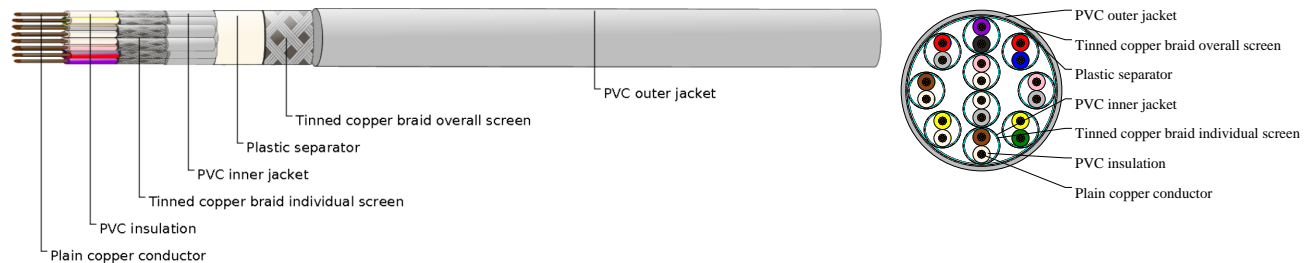 PVC outer jacket
Tinned copper braid overall screen
Plastic separator
PVC inner jacket
Tinned copper braid individual screen
PVC insulation
Plain copper conductor
PVC outer jacket
Tinned copper braid overall screen
Plastic separator
PVC inner jacket
Tinned copper braid individual screen
PVC insulation
Plain copper conductor